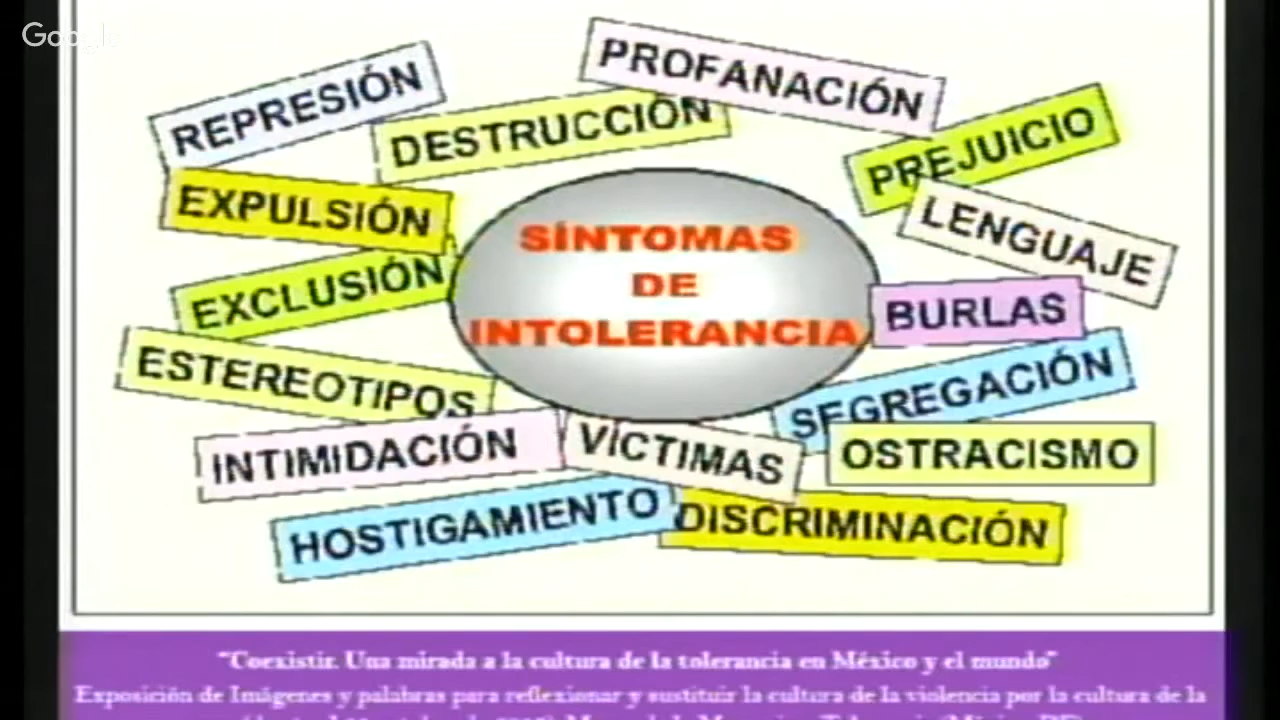 Google
PROFANACIÓN
REPRESIÓN
DESTRUCCIÓN
PREJUICIO
EXPULSIÓN
LENGUAJE
SÍNTOMAS
DE
INTOLERANCIA
EXCLUSIÓN
BURLAS
ESTEREOTIPOS
SEGREGACIÓN
INTIMIDACIÓN
VÍCTIMAS
OSTRACISMO
HOSTIGAMIENTO
DISCRIMINACIÓN
"Coexistir. Una mirada a la cultura de la tolerancia en México y el mundo"
Exposición de Imágenes y palabras para reflexionar y sustituir la cultura de la violencia por la cultura de la